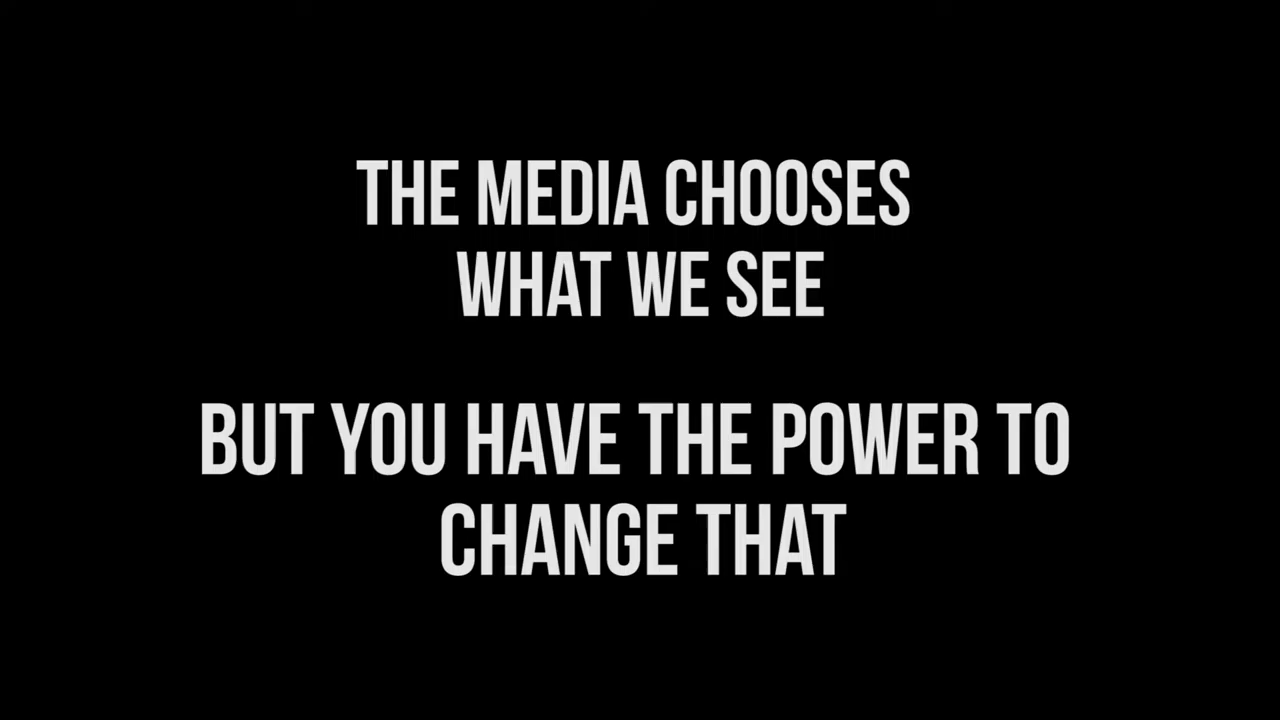 THE MEDIA CHOOSES
WHAT WE SEE
BUT YOU HAVE THE POWER TO
CHANGE THAT